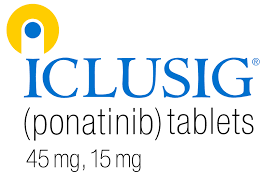 ICLUSIG®
(ponatinib) tablets
45 mg, 15 mg